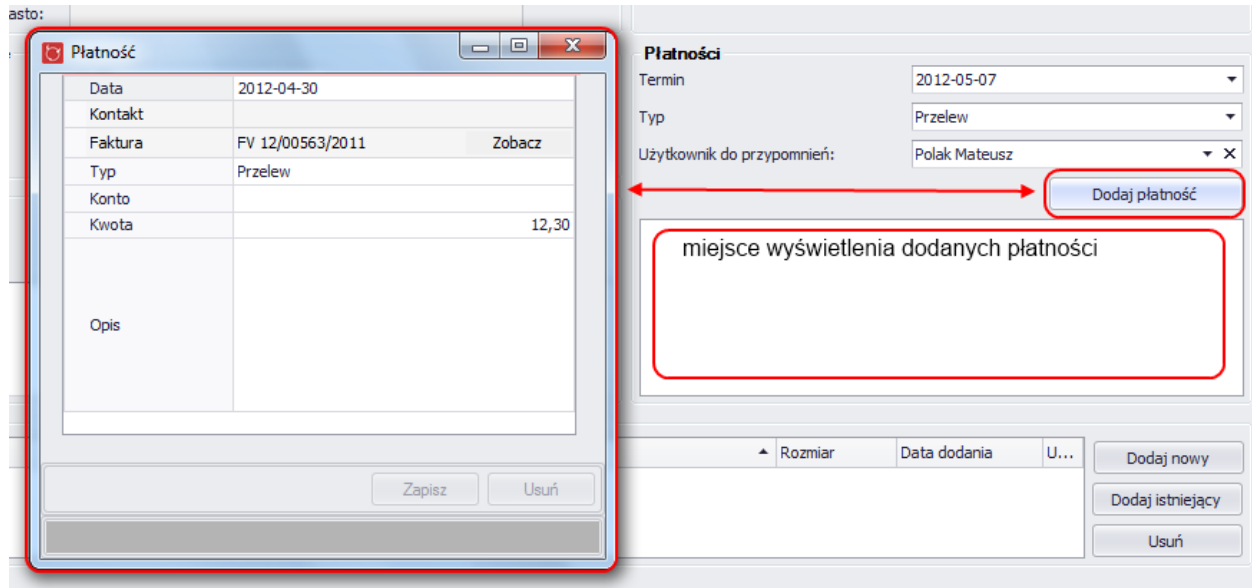 asto:
Płatność
Data 2012-04-30
Kontakt
Faktura FV 12/00563/2011 Zobacz
Typ Przelew
Konto
Kwota 12,30
Opis
Zapisz Usuń
Płatności
Termin 2012-05-07
Typ Przelew
Użytkownik do przypomnień: Polak Mateusz
Dodaj płatność
miejsce wyświetlenia dodanych płatności
Rozmiar Data dodania U...
Dodaj nowy
Dodaj istniejący
Usuń